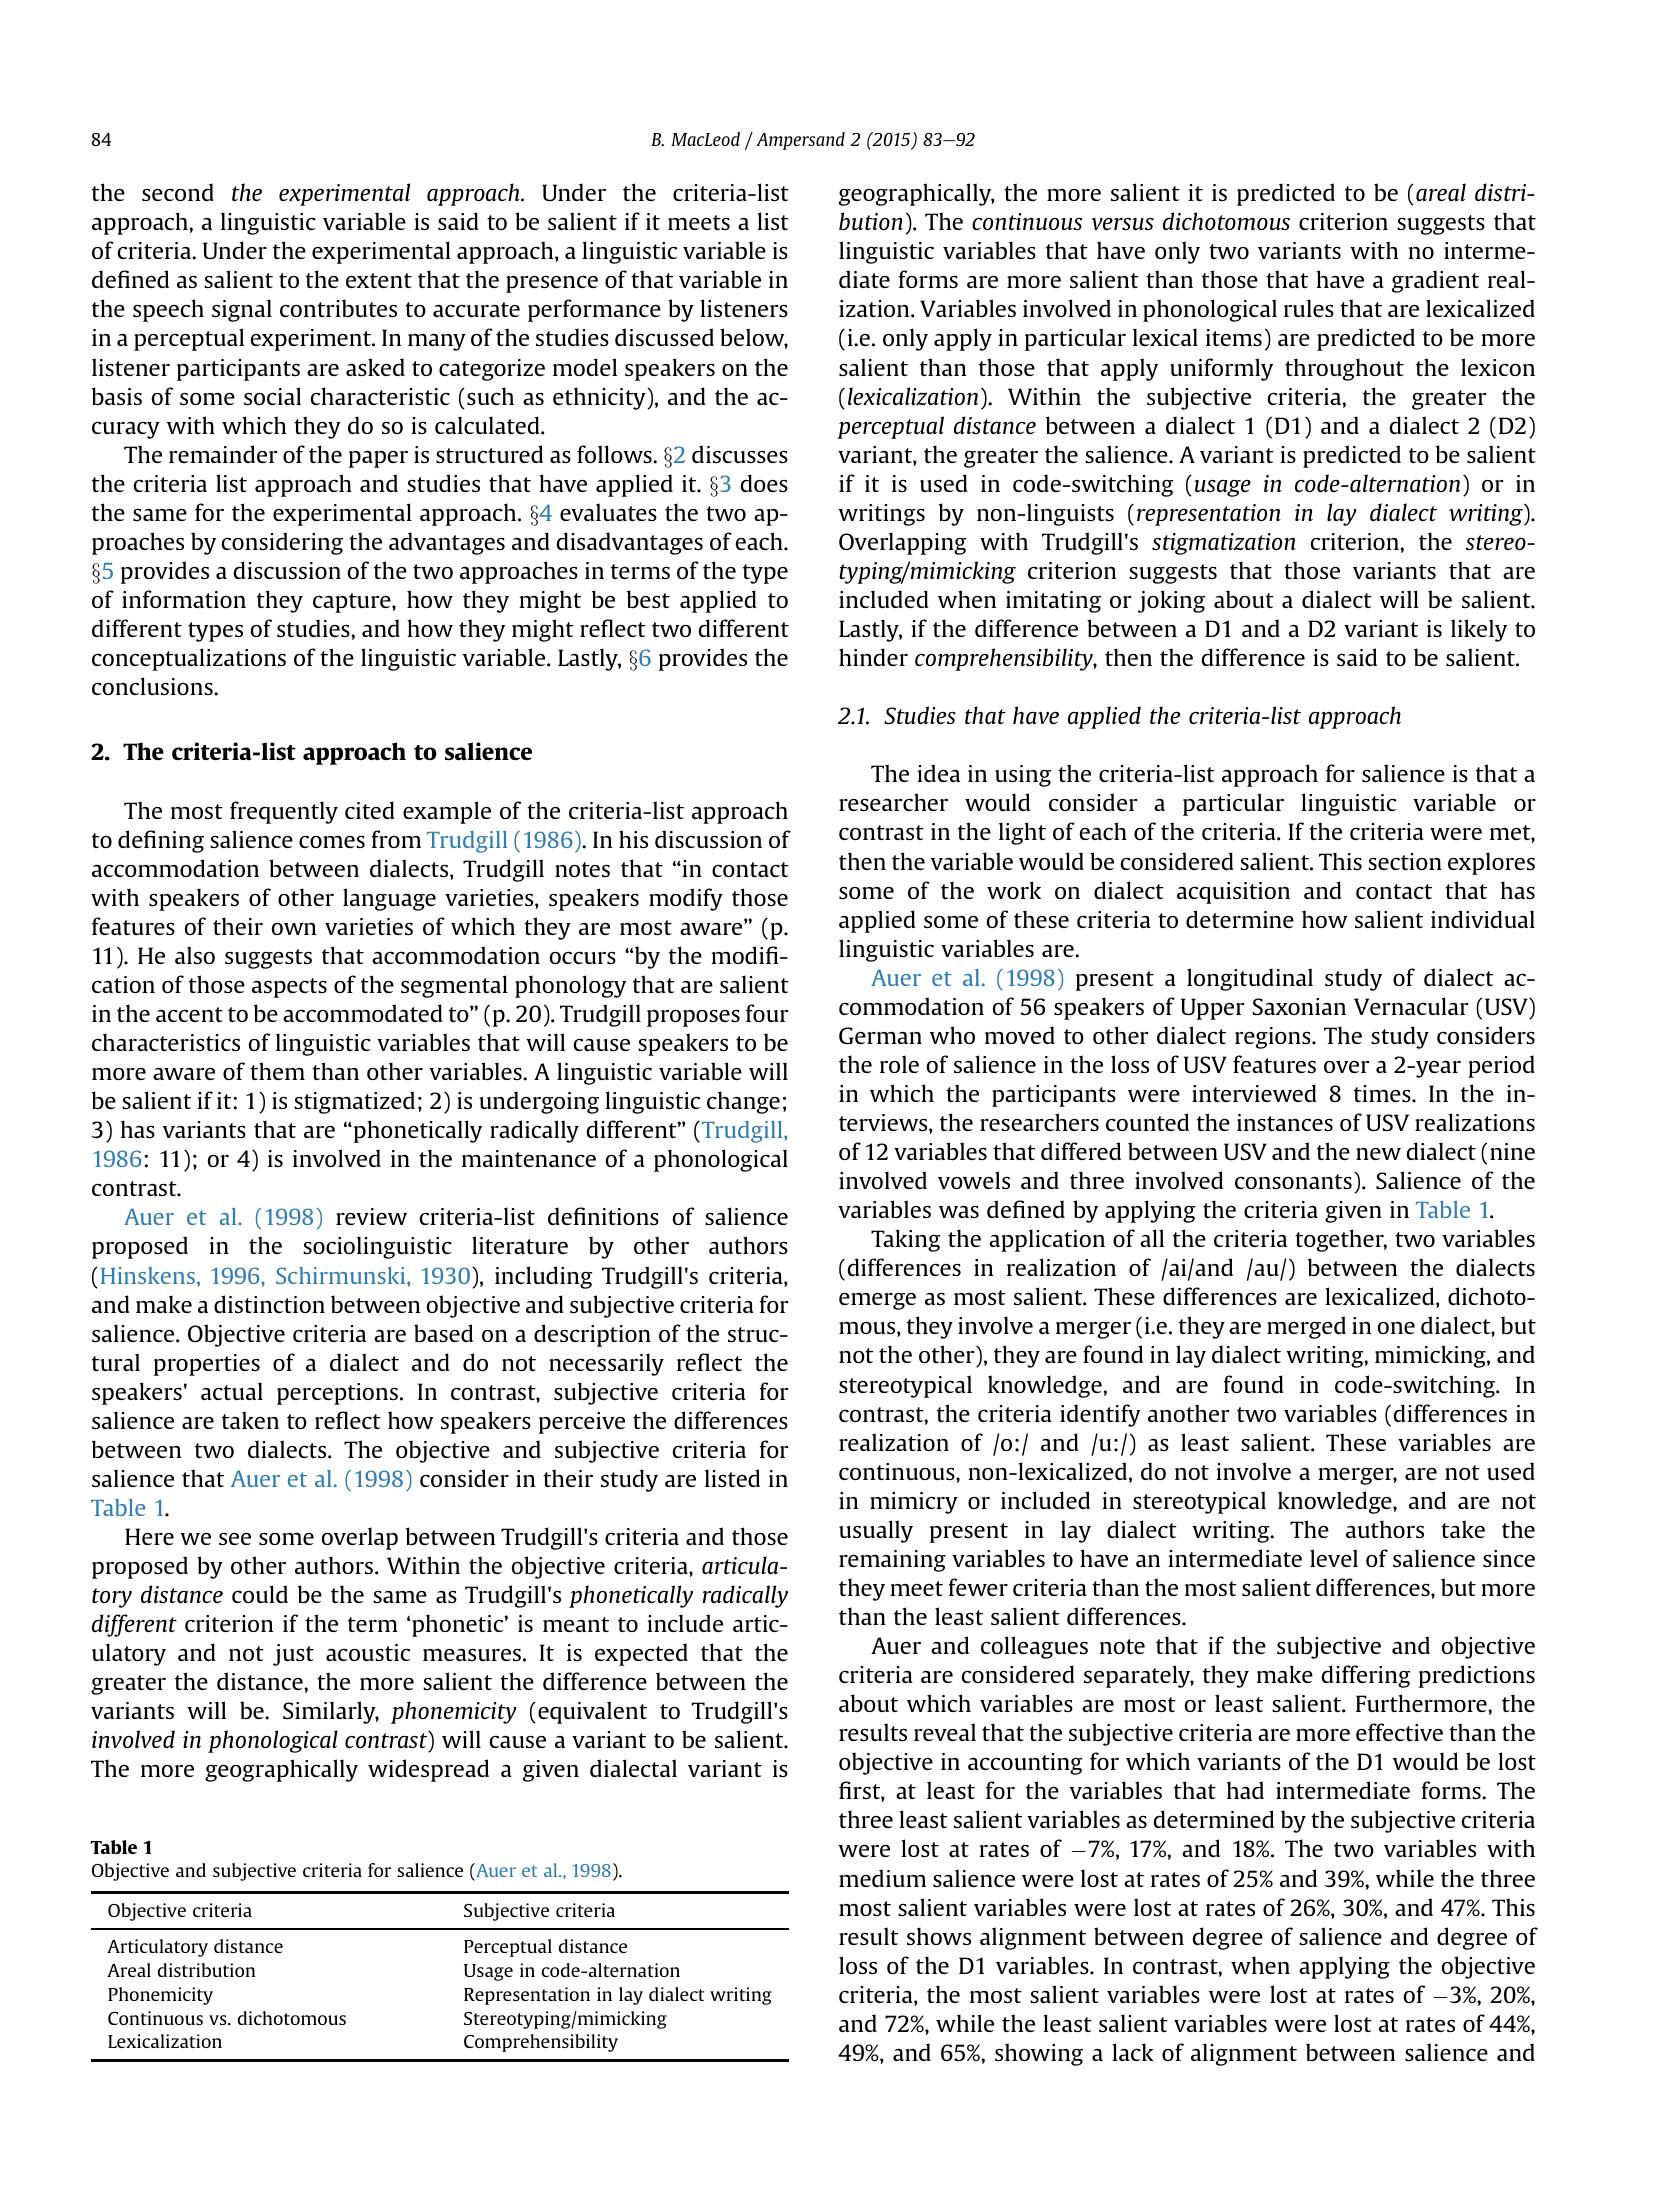 84
B. MacLeod / Ampersand 2 (2015) 83–92
the second the experimental approach. Under the criteria-list
approach, a linguistic variable is said to be salient if it meets a list
of criteria. Under the experimental approach, a linguistic variable is
defined as salient to the extent that the presence of that variable in
the speech signal contributes to accurate performance by listeners
in a perceptual experiment. In many of the studies discussed below,
listener participants are asked to categorize model speakers on the
basis of some social characteristic (such as ethnicity), and the ac-
curacy with which they do so is calculated.
The remainder of the paper is structured as follows. §2 discusses
the criteria list approach and studies that have applied it. §3 does
the same for the experimental approach. §4 evaluates the two ap-
proaches by considering the advantages and disadvantages of each.
§5 provides a discussion of the two approaches in terms of the type
of information they capture, how they might be best applied to
different types of studies, and how they might reflect two different
conceptualizations of the linguistic variable. Lastly, §6 provides the
conclusions.
2. The criteria-list approach to salience
The most frequently cited example of the criteria-list approach
to defining salience comes from Trudgill (1986). In his discussion of
accommodation between dialects, Trudgill notes that “in contact
with speakers of other language varieties, speakers modify those
features of their own varieties of which they are most aware” (p.
11). He also suggests that accommodation occurs “by the modifi-
cation of those aspects of the segmental phonology that are salient
in the accent to be accommodated to” (p. 20). Trudgill proposes four
characteristics of linguistic variables that will cause speakers to be
more aware of them than other variables. A linguistic variable will
be salient if it: 1) is stigmatized; 2) is undergoing linguistic change;
3) has variants that are “phonetically radically different” (Trudgill,
1986: 11); or 4) is involved in the maintenance of a phonological
contrast.
Auer et al. (1998) review criteria-list definitions of salience
proposed in the sociolinguistic literature by other authors
(Hinskens, 1996, Schirmunski, 1930), including Trudgill's criteria,
and make a distinction between objective and subjective criteria for
salience. Objective criteria are based on a description of the struc-
tural properties of a dialect and do not necessarily reflect the
speakers' actual perceptions. In contrast, subjective criteria for
salience are taken to reflect how speakers perceive the differences
between two dialects. The objective and subjective criteria for
salience that Auer et al. (1998) consider in their study are listed in
Table 1.
Here we see some overlap between Trudgill's criteria and those
proposed by other authors. Within the objective criteria, articula-
tory distance could be the same as Trudgill's phonetically radically
different criterion if the term ‘phonetic’ is meant to include artic-
ulatory and not just acoustic measures. It is expected that the
greater the distance, the more salient the difference between the
variants will be. Similarly, phonemicity (equivalent to Trudgill's
involved in phonological contrast) will cause a variant to be salient.
The more geographically widespread a given dialectal variant is
Table 1
Objective and subjective criteria for salience (Auer et al., 1998).
Objective criteria Subjective criteria
Articulatory distance Perceptual distance
Areal distribution Usage in code-alternation
Phonemicity Representation in lay dialect writing
Continuous vs. dichotomous Stereotyping/mimicking
Lexicalization Comprehensibility
geographically, the more salient it is predicted to be (areal distri-
bution). The continuous versus dichotomous criterion suggests that
linguistic variables that have only two variants with no interme-
diate forms are more salient than those that have a gradient real-
ization. Variables involved in phonological rules that are lexicalized
(i.e. only apply in particular lexical items) are predicted to be more
salient than those that apply uniformly throughout the lexicon
(lexicalization). Within the subjective criteria, the greater the
perceptual distance between a dialect 1 (D1) and a dialect 2 (D2)
variant, the greater the salience. A variant is predicted to be salient
if it is used in code-switching (usage in code-alternation) or in
writings by non-linguists (representation in lay dialect writing).
Overlapping with Trudgill's stigmatization criterion, the stereo-
typing/mimicking criterion suggests that those variants that are
included when imitating or joking about a dialect will be salient.
Lastly, if the difference between a D1 and a D2 variant is likely to
hinder comprehensibility, then the difference is said to be salient.
2.1. Studies that have applied the criteria-list approach
The idea in using the criteria-list approach for salience is that a
researcher would consider a particular linguistic variable or
contrast in the light of each of the criteria. If the criteria were met,
then the variable would be considered salient. This section explores
some of the work on dialect acquisition and contact that has
applied some of these criteria to determine how salient individual
linguistic variables are.
Auer et al. (1998) present a longitudinal study of dialect ac-
commodation of 56 speakers of Upper Saxonian Vernacular (USV)
German who moved to other dialect regions. The study considers
the role of salience in the loss of USV features over a 2-year period
in which the participants were interviewed 8 times. In the in-
terviews, the researchers counted the instances of USV realizations
of 12 variables that differed between USV and the new dialect (nine
involved vowels and three involved consonants). Salience of the
variables was defined by applying the criteria given in Table 1.
Taking the application of all the criteria together, two variables
(differences in realization of /ai/and /au/) between the dialects
emerge as most salient. These differences are lexicalized, dichoto-
mous, they involve a merger (i.e. they are merged in one dialect, but
not the other), they are found in lay dialect writing, mimicking, and
stereotypical knowledge, and are found in code-switching. In
contrast, the criteria identify another two variables (differences in
realization of /o:/ and /u:/) as least salient. These variables are
continuous, non-lexicalized, do not involve a merger, are not used
in mimicry or included in stereotypical knowledge, and are not
usually present in lay dialect writing. The authors take the
remaining variables to have an intermediate level of salience since
they meet fewer criteria than the most salient differences, but more
than the least salient differences.
Auer and colleagues note that if the subjective and objective
criteria are considered separately, they make differing predictions
about which variables are most or least salient. Furthermore, the
results reveal that the subjective criteria are more effective than the
objective in accounting for which variants of the D1 would be lost
first, at least for the variables that had intermediate forms. The
three least salient variables as determined by the subjective criteria
were lost at rates of −7%, 17%, and 18%. The two variables with
medium salience were lost at rates of 25% and 39%, while the three
most salient variables were lost at rates of 26%, 30%, and 47%. This
result shows alignment between degree of salience and degree of
loss of the D1 variables. In contrast, when applying the objective
criteria, the most salient variables were lost at rates of −3%, 20%,
and 72%, while the least salient variables were lost at rates of 44%,
49%, and 65%, showing a lack of alignment between salience and